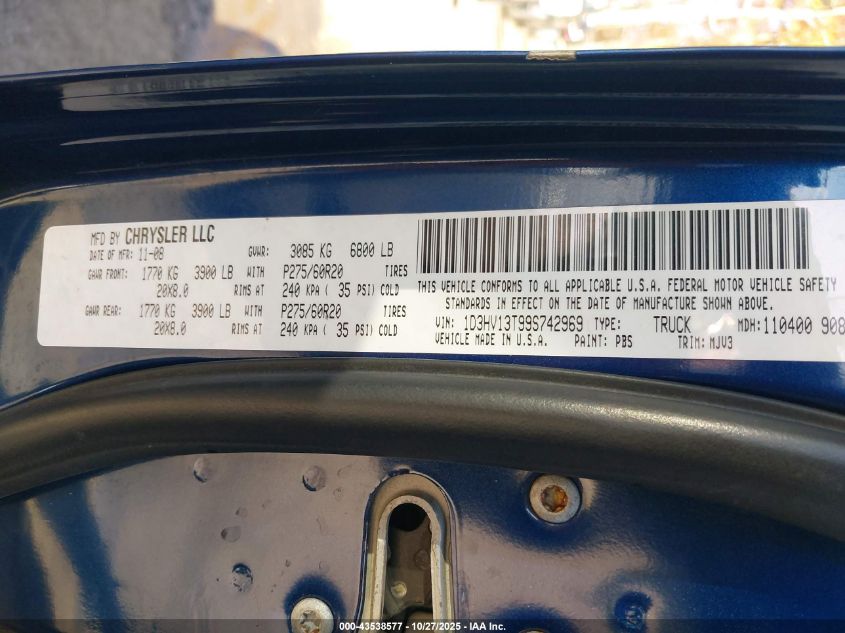 MFD BY CHRYSLER LLC
DATE OF MFR: 11-08 GVWR: 3085 KG 6800 LB
GAWR FRONT: 1770 KG 3900 LB WITH P275/60R20 TIRES
20X8.0 RIMS AT 240 KPA ( 35 PSI) COLD
GAWR REAR: 1770 KG 3900 LB WITH P275/60R20 TIRES
20X8.0 RIMS AT 240 KPA ( 35 PSI) COLD
THIS VEHICLE CONFORMS TO ALL APPLICABLE U.S.A. FEDERAL MOTOR VEHICLE SAFETY
STANDARDS IN EFFECT ON THE DATE OF MANUFACTURE SHOWN ABOVE.
VIN: 1D3HV13T99S742969 TYPE: TRUCK MDH: 110400 908
VEHICLE MADE IN U.S.A. PAINT: PBS TRIM: MJV3
000-43538577 - 10/27/2025 - IAA Inc.